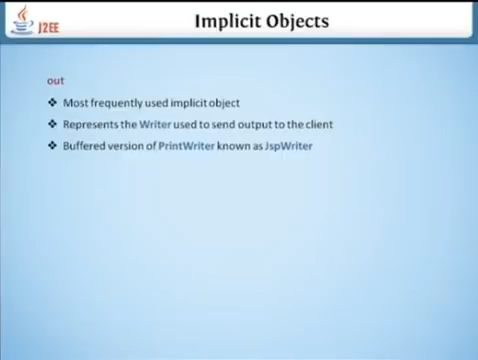 J2EE
Implicit Objects
out
❖ Most frequently used implicit object
❖ Represents the Writer used to send output to the client
❖ Buffered version of PrintWriter known as JspWriter